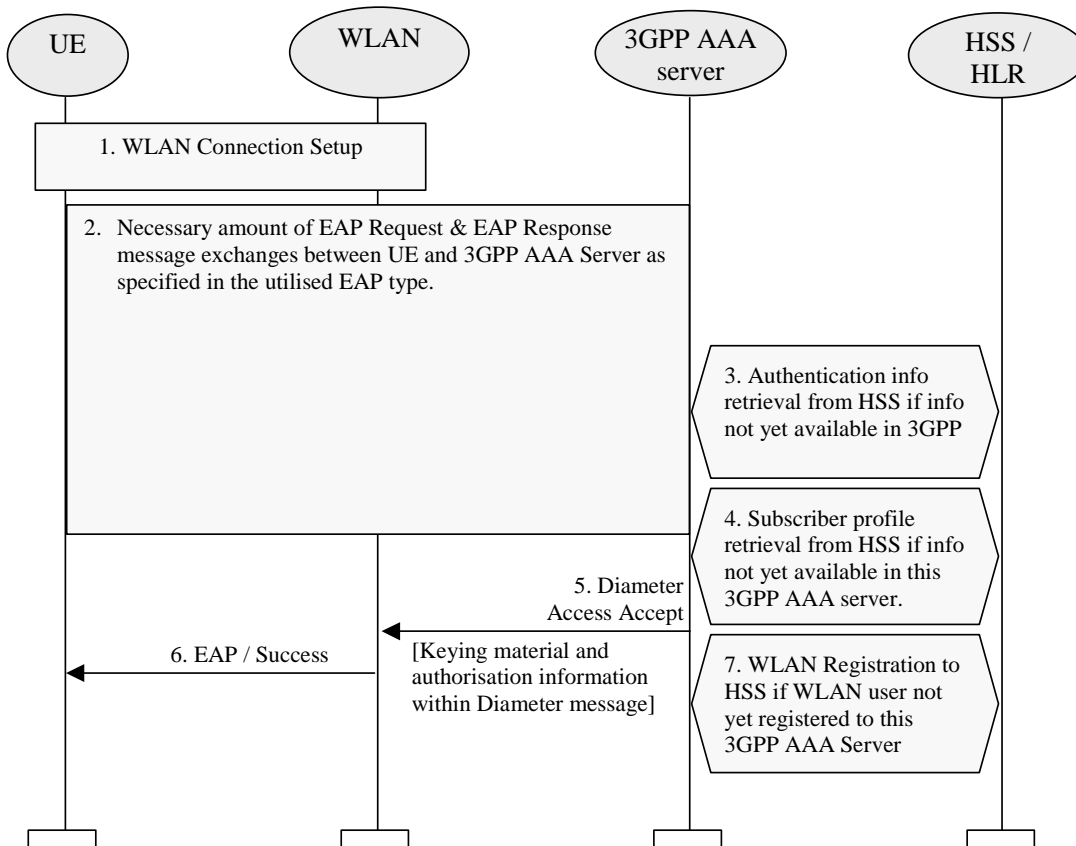 UE
WLAN
3GPP AAA
server
HSS /
HLR
1. WLAN Connection Setup
2. Necessary amount of EAP Request & EAP Response
message exchanges between UE and 3GPP AAA Server as
specified in the utilised EAP type.
3. Authentication info
retrieval from HSS if info
not yet available in 3GPP
4. Subscriber profile
retrieval from HSS if info
not yet available in this
3GPP AAA server.
5. Diameter
Access Accept
[Keying material and
authorisation information
within Diameter message]
6. EAP / Success
7. WLAN Registration to
HSS if WLAN user not
yet registered to this
3GPP AAA Server